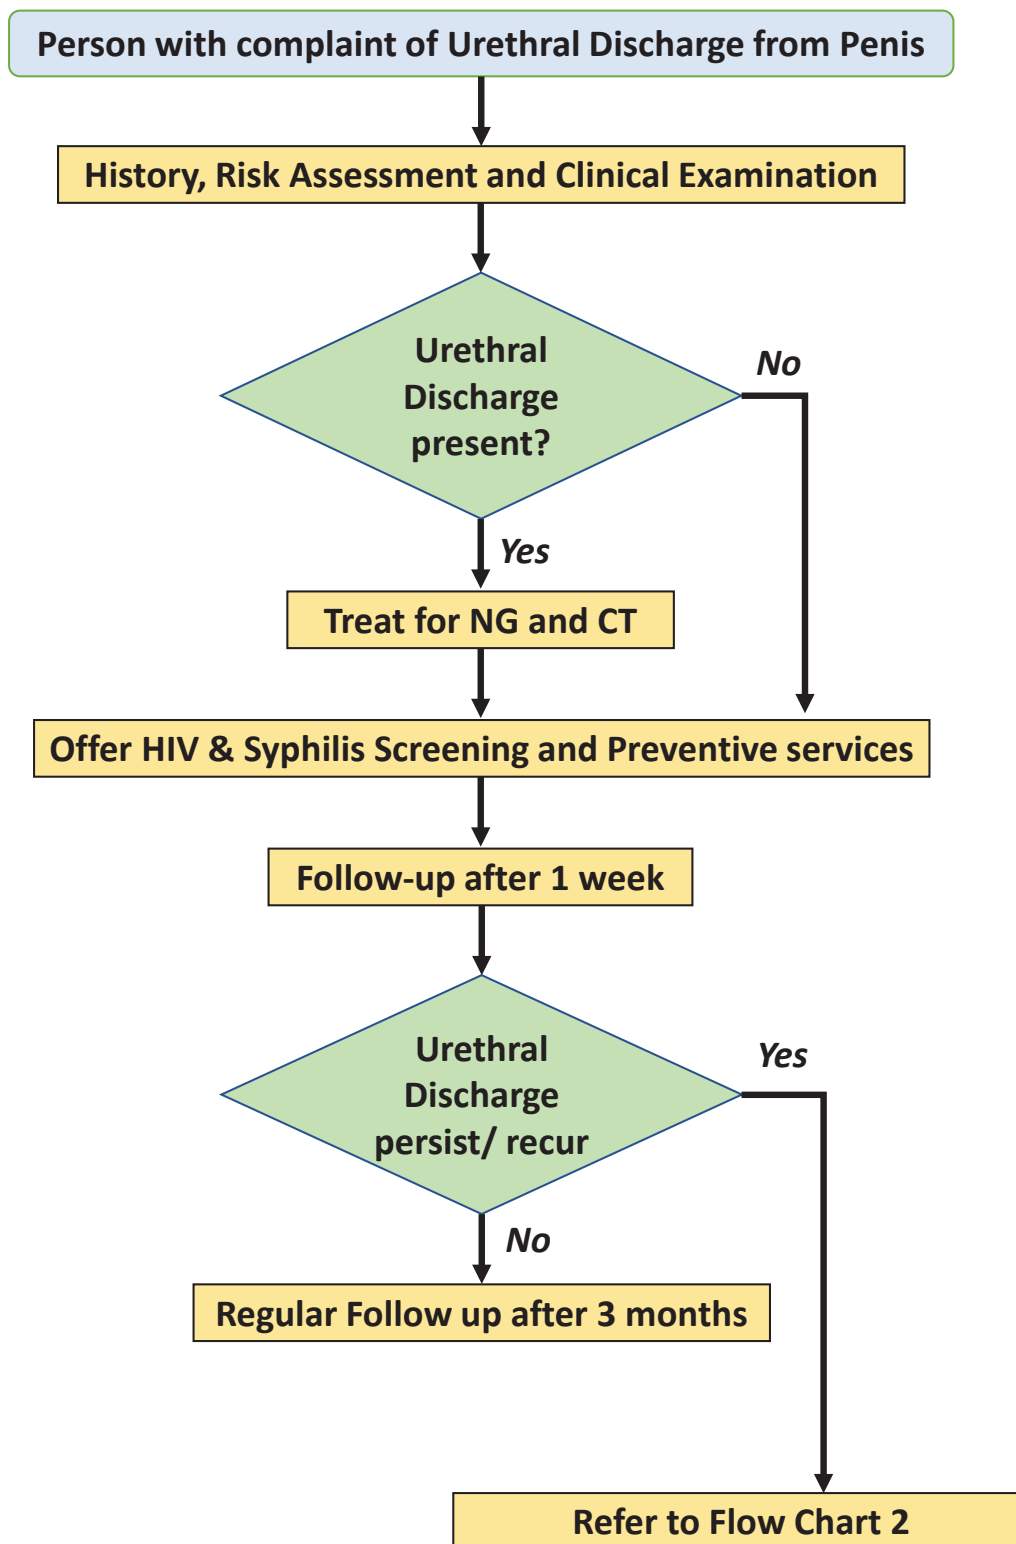 Person with complaint of Urethral Discharge from Penis
History, Risk Assessment and Clinical Examination
Urethral
Discharge
present?
No
Yes
Treat for NG and CT
Offer HIV & Syphilis Screening and Preventive services
Follow-up after 1 week
Urethral
Discharge
persist/ recur
Yes
No
Regular Follow up after 3 months
Refer to Flow Chart 2